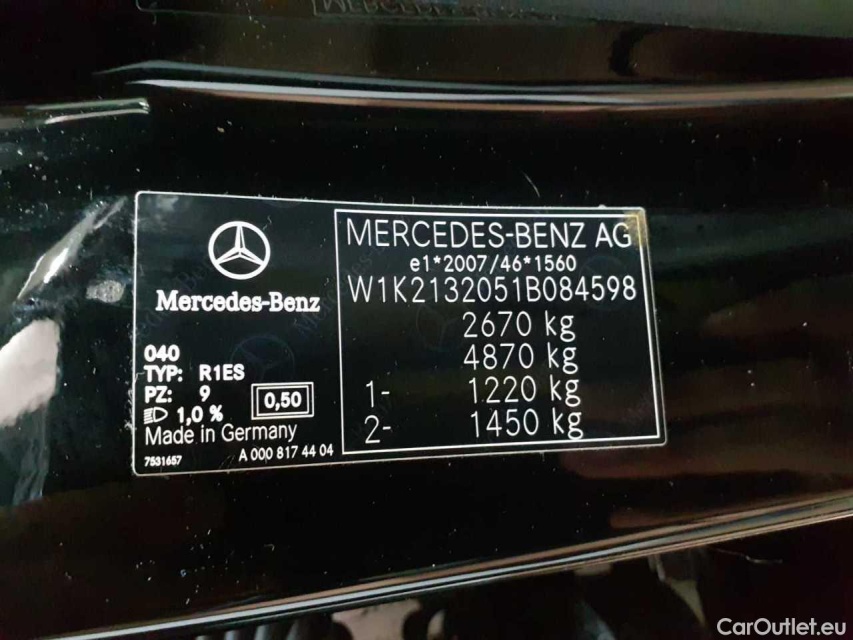 Mercedes-Benz
040
TYP: R1ES
PZ: 9
1,0 %
0,50
Made in Germany
7531657
A 000 817 44 04
MERCEDES-BENZ AG
e1*2007/46*1560
W1K2132051B084598
2670 kg
4870 kg
1- 1220 kg
2- 1450 kg
CarOutlet.eu